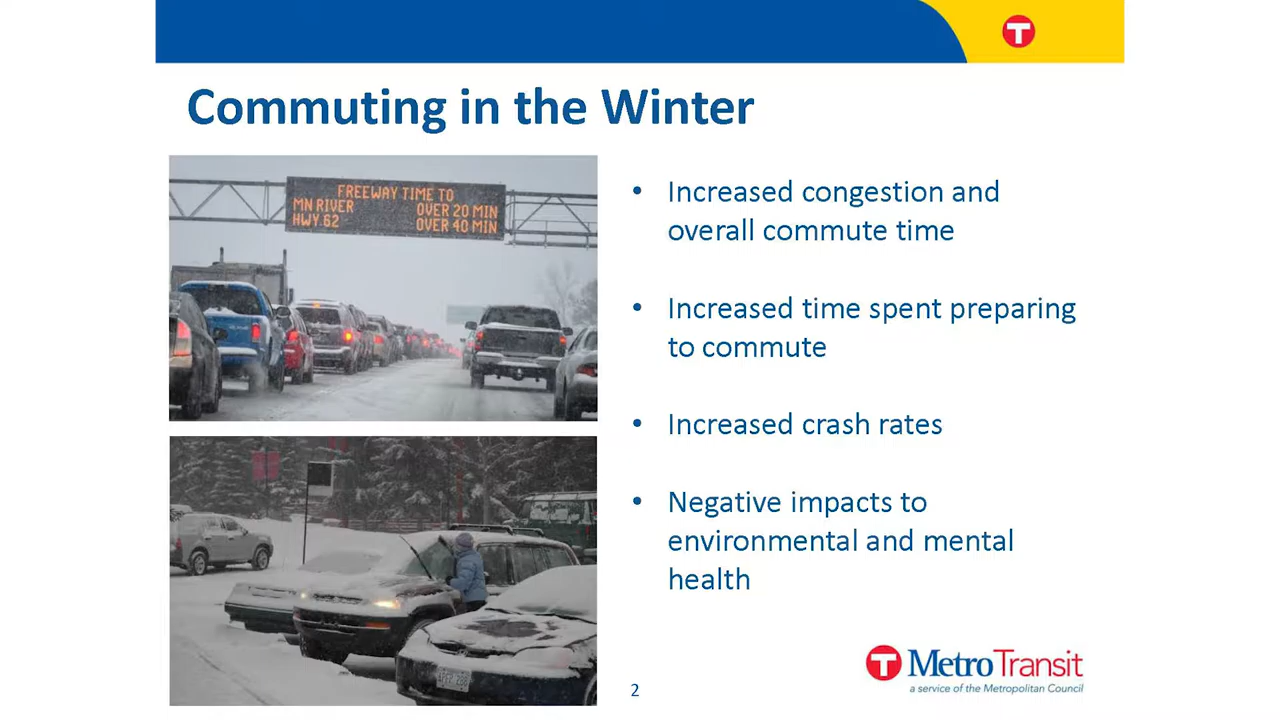 T
Commuting in the Winter
FREEWAY TIME TO
MN RIVER OVER 20 MIN
HWY.62 OVER 40 MIN
• Increased congestion and
overall commute time
• Increased time spent preparing
to commute
• Increased crash rates
• Negative impacts to
environmental and mental
health
T MetroTransit
a service of the Metropolitan Council
2